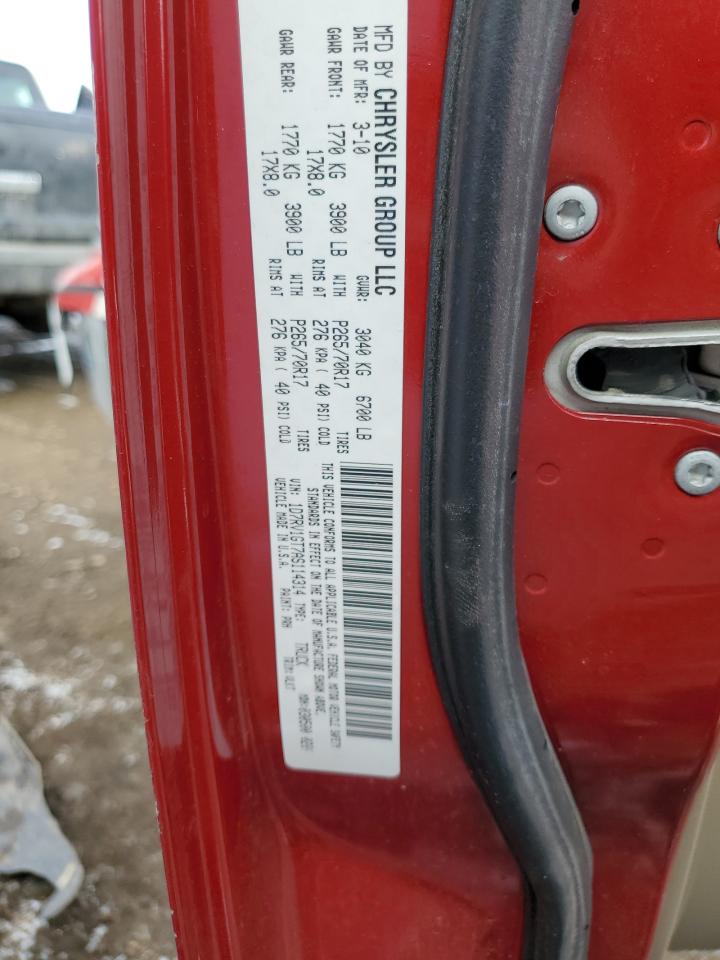 MFD BY CHRYSLER GROUP LLC
DATE OF MFR: 3-10 GVWR: 3040 KG 6700 LB
GAWR FRONT: 1770 KG 3900 LB WITH P265/70R17 TIRES
17X8.0 RIMS AT 276 KPA ( 40 PSI) COLD
GAWR REAR: 1770 KG 3900 LB WITH P265/70R17 TIRES
17X8.0 RIMS AT 276 KPA ( 40 PSI) COLD
THIS VEHICLE CONFORMS TO ALL APPLICABLE U.S.A. FEDERAL MOTOR VEHICLE SAFETY
STANDARDS IN EFFECT ON THE DATE OF MANUFACTURE SHOWN ABOVE.
VIN: 1D7RV1GT7AS114314 TYPE: TRUCK MDH:
VEHICLE MADE IN U.S.A. PAINT: PRH TRIM: